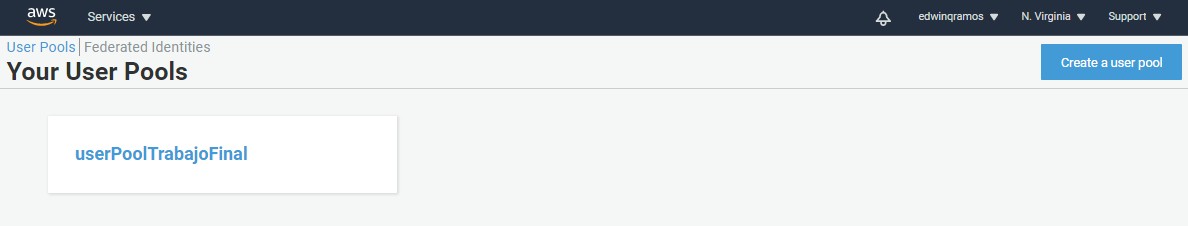 aws Services edwinqramos N. Virginia Support
User Pools Federated Identities
Your User Pools
Create a user pool
userPoolTrabajoFinal